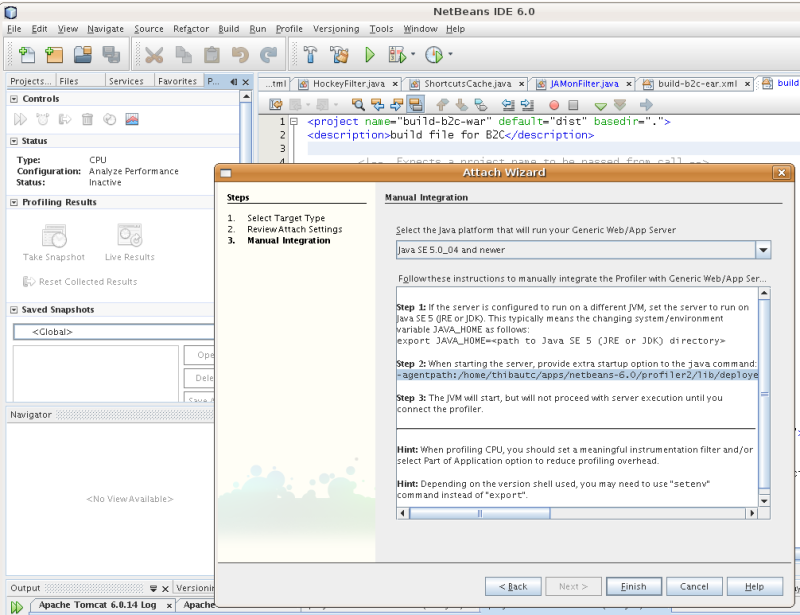 NetBeans IDE 6.0
File Edit View Navigate Source Refactor Build Run Profile Versioning Tools Window Help
Projects... Files Services Favorites P...
...tml HockeyFilter.java ShortcutsCache.java JAMonFilter.java build-b2c-ear.xml build
Controls
Status
Type: CPU
Configuration: Analyze Performance
Status: Inactive
Profiling Results
Take Snapshot Live Results
Reset Collected Results
Saved Snapshots
<Global>
Ope
Dele
Save A
Navigator
<No View Available>
Output
Versionin
Apache Tomcat 6.0.14 Log x Apache
1 <project name="build-b2c-war" default="dist" basedir=".">
2 <description>build file for B2C</description>
3
4 <!-- Expects a project name to be passed from call -->
Attach Wizard
Steps
1. Select Target Type
2. Review Attach Settings
3. Manual Integration
Manual Integration
Select the Java platform that will run your Generic Web/App Server
Java SE 5.0_04 and newer
Follow these instructions to manually integrate the Profiler with Generic Web/App Ser...
Step 1: If the server is configured to run on a different JVM, set the server to run on
Java SE 5 (JRE or JDK). This typically means the changing system/environment
variable JAVA_HOME as follows:
export JAVA_HOME=<path to Java SE 5 (JRE or JDK) directory>
Step 2: When starting the server, provide extra startup option to the java command:
-agentpath:/home/thibautc/apps/netbeans-6.0/profiler2/lib/deploye
Step 3: The JVM will start, but will not proceed with server execution until you
connect the profiler.
Hint: When profiling CPU, you should set a meaningful instrumentation filter and/or
select Part of Application option to reduce profiling overhead.
Hint: Depending on the version shell used, you may need to use "setenv"
command instead of "export".
< Back Next > Finish Cancel Help